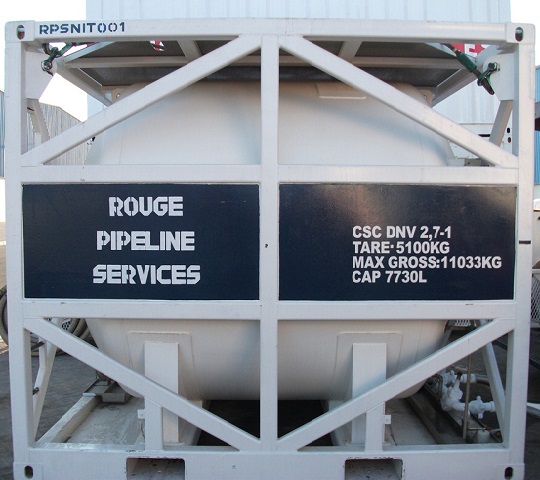 RPSNIT001
ROUGE
PIPELINE
SERVICES
CSC DNV 2,7-1
TARE·5100KG
MAX GROSS:11033KG
CAP 7730L